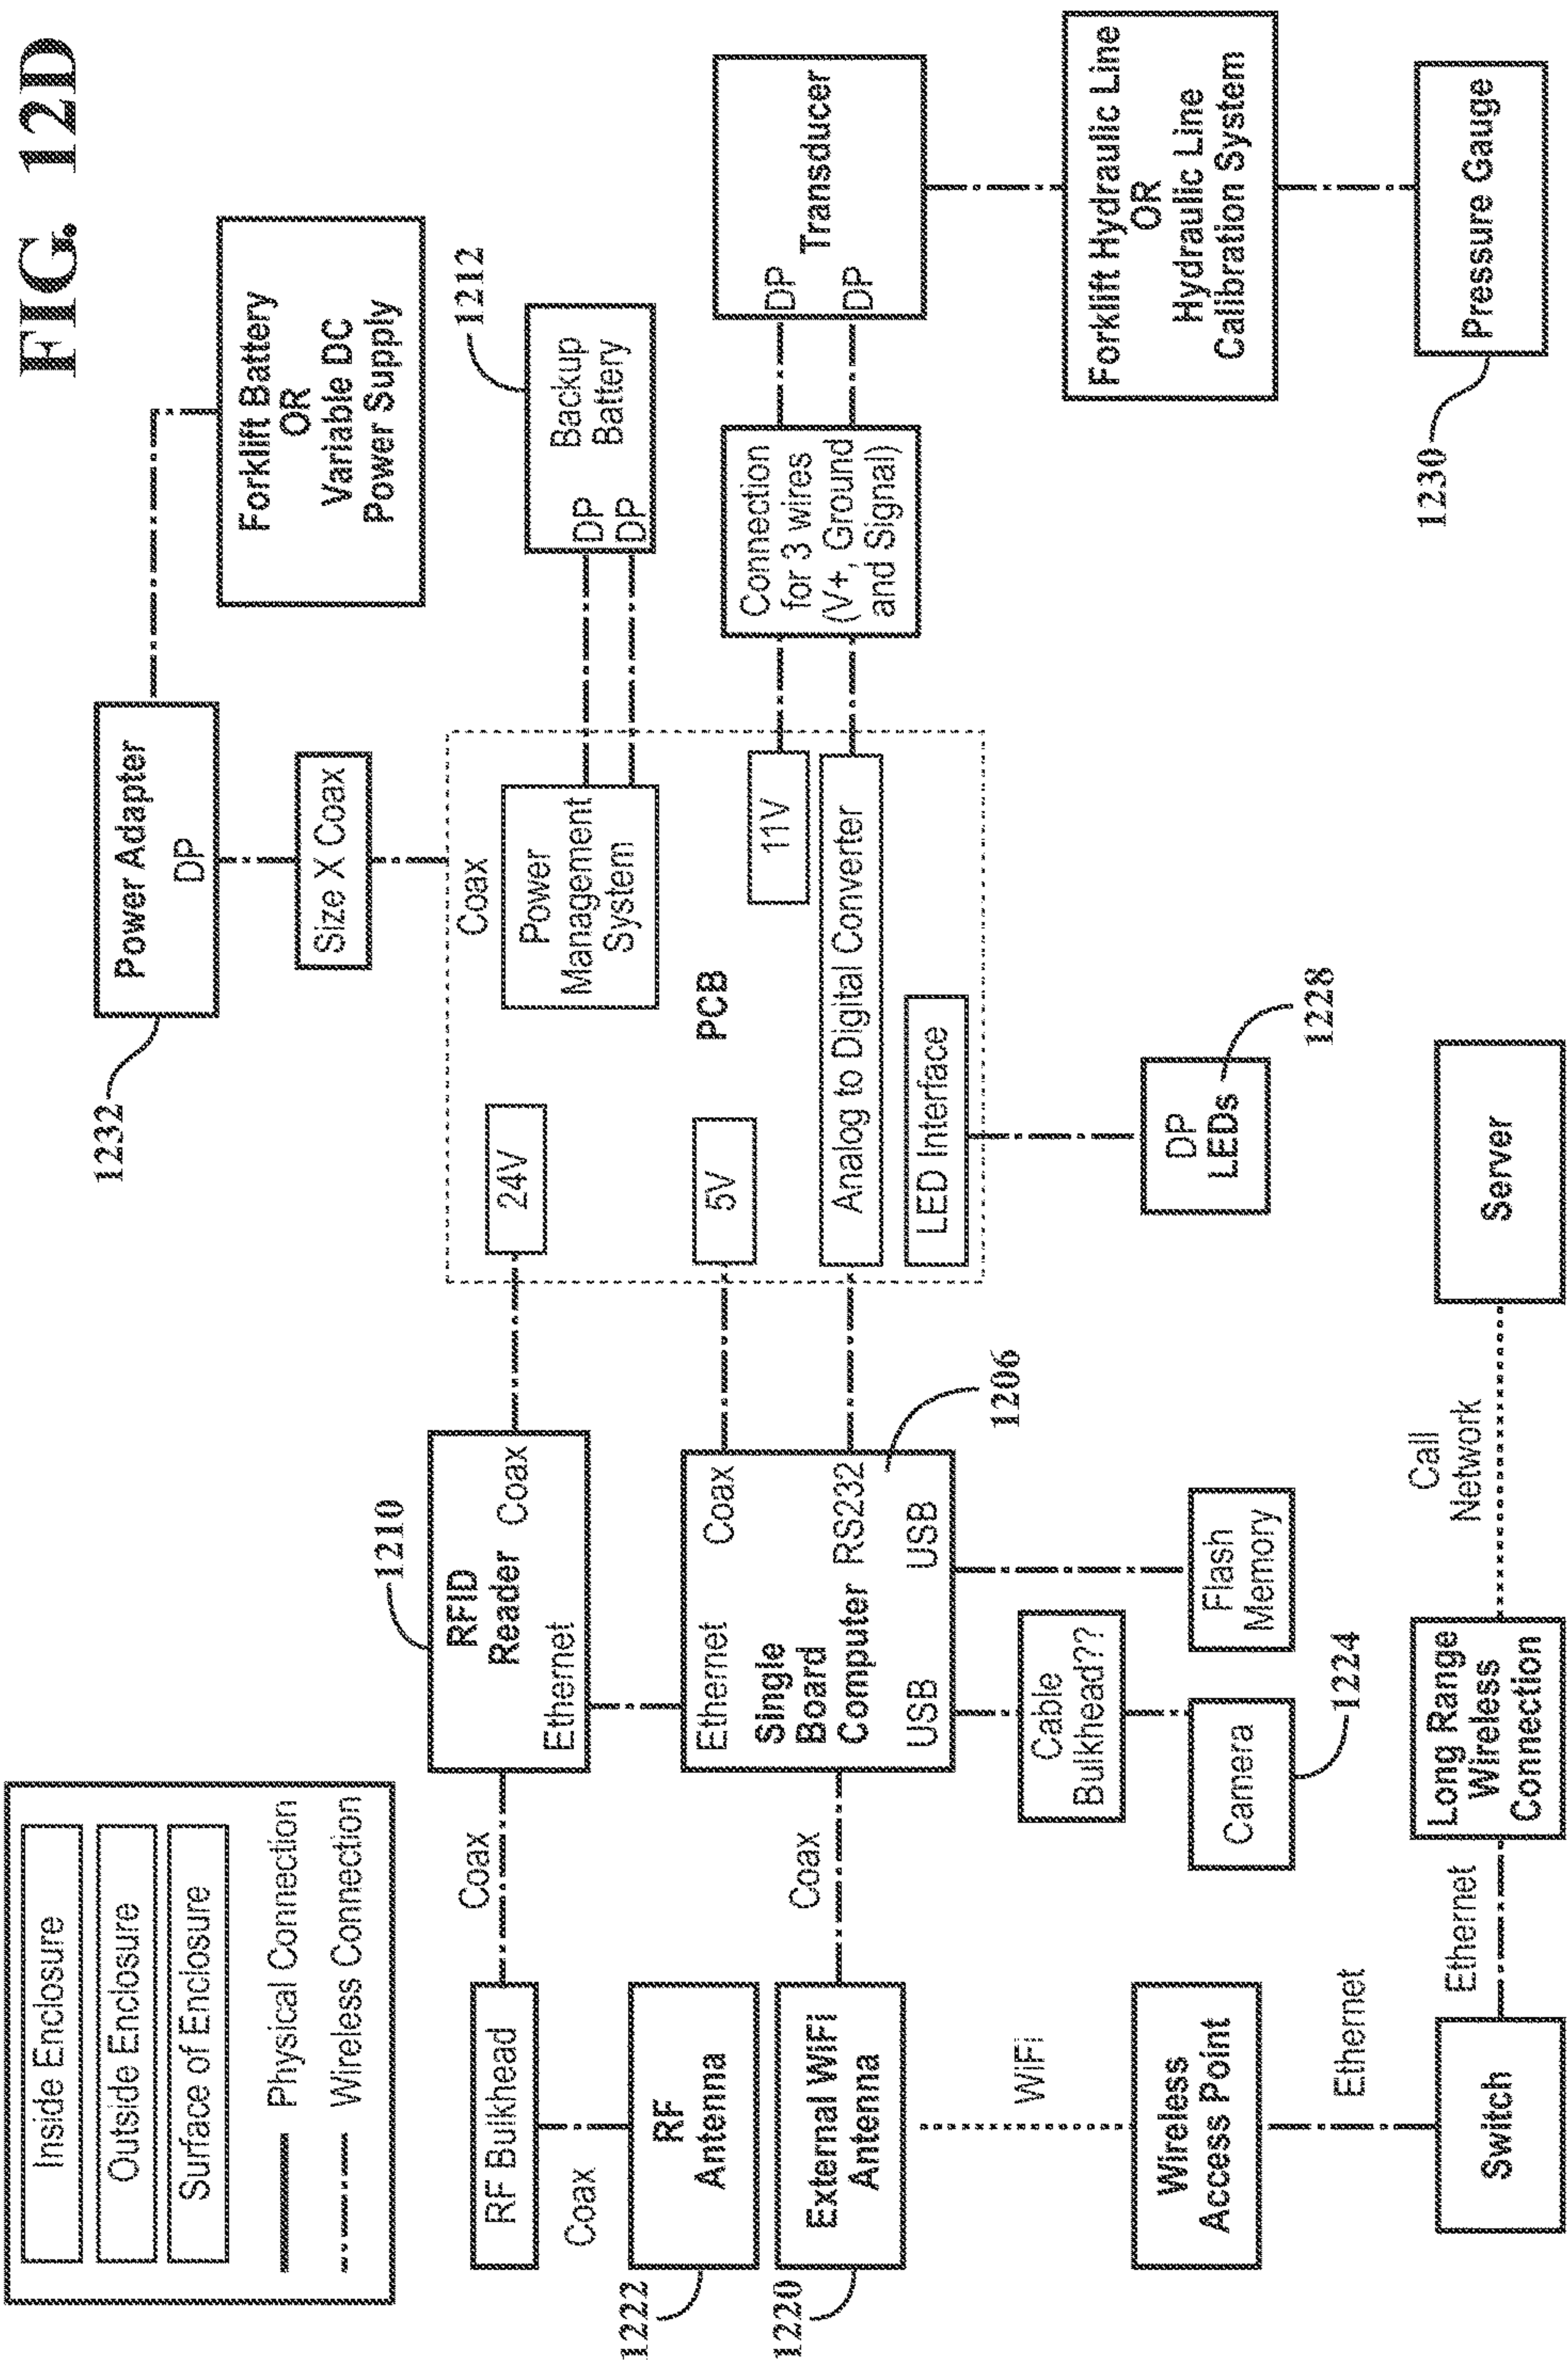 FIG. 12D
Inside Enclosure
Outside Enclosure
Surface of Enclosure
Physical Connection
Wireless Connection
1232
Power Adapter
DP
Size X Coax
Forklift Battery
OR
Variable DC
Power Supply
1210
RFID
Reader
Coax
Ethernet
Coax
RF Bulkhead
Coax
RF
Antenna
1222
24V
Coax
Power
Management
System
PCB
5V
11V
Analog to Digital Converter
LED Interface
1212
Backup
Battery
DP
DP
Connection
for 3 wires
(V+, Ground
and Signal)
DP
DP
Transducer
Ethernet
Coax
Single
Board
Computer
RS232
USB
USB
1206
Coax
External WiFi
Antenna
1220
Cable
Bulkhead??
Flash
Memory
Camera
1224
DP
LEDs
1228
Forklift Hydraulic Line
OR
Hydraulic Line
Calibration System
WiFi
Wireless
Access Point
Ethernet
Switch
Ethernet
Long Range
Wireless
Connection
Call
Network
Server
Pressure Gauge
1230